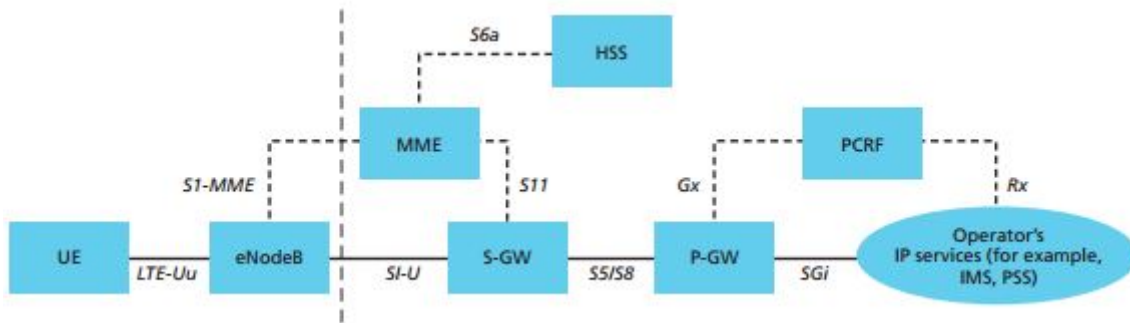 S6a
HSS
MME
PCRF
S1-MME
S11
Gx
Rx
UE
LTE-Uu
eNodeB
SI-U
S-GW
S5/S8
P-GW
SGi
Operator's
IP services (for example,
IMS, PSS)